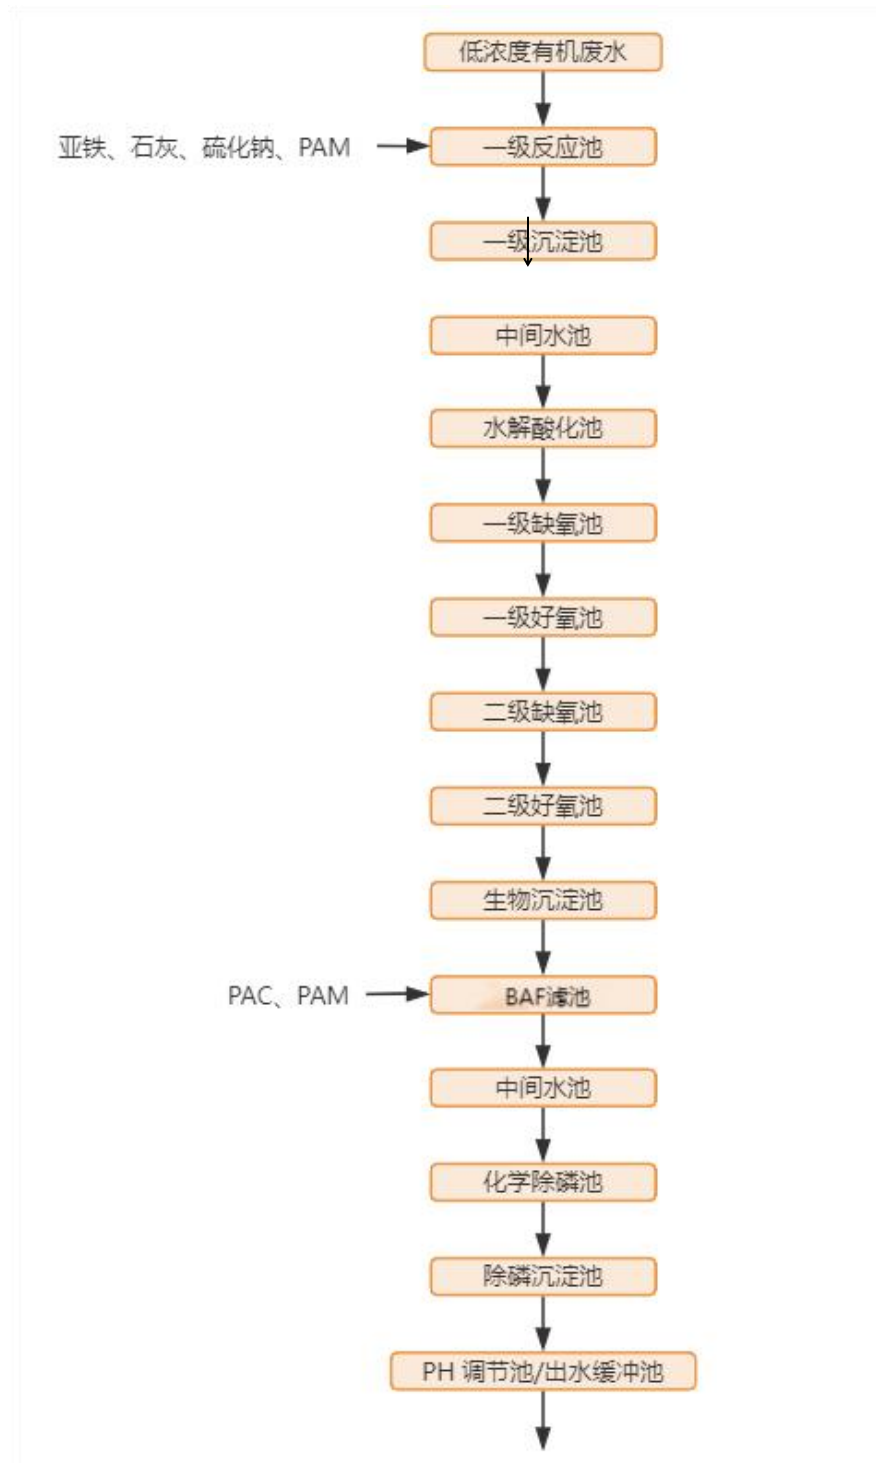 低浓度有机废水
亚铁、石灰、硫化钠、PAM
一级反应池
一级沉淀池
中间水池
水解酸化池
一级缺氧池
一级好氧池
二级缺氧池
二级好氧池
生物沉淀池
PAC、PAM
BAF滤池
中间水池
化学除磷池
除磷沉淀池
PH 调节池/出水缓冲池